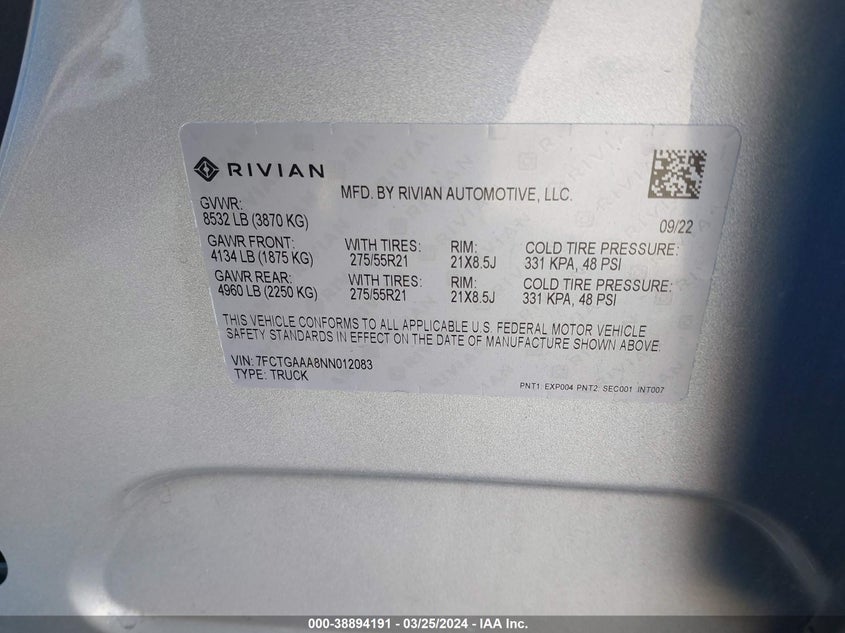 RIVIAN
MFD. BY RIVIAN AUTOMOTIVE, LLC.
GVWR:
8532 LB (3870 KG)
09/22
GAWR FRONT: WITH TIRES: RIM: COLD TIRE PRESSURE:
4134 LB (1875 KG) 275/55R21 21X8.5J 331 KPA, 48 PSI
GAWR REAR: WITH TIRES: RIM: COLD TIRE PRESSURE:
4960 LB (2250 KG) 275/55R21 21X8.5J 331 KPA, 48 PSI
THIS VEHICLE CONFORMS TO ALL APPLICABLE U.S. FEDERAL MOTOR VEHICLE
SAFETY STANDARDS IN EFFECT ON THE DATE OF MANUFACTURE SHOWN ABOVE.
VIN: 7FCTGAAA8NN012083
TYPE: TRUCK
PNT1: EXP004 PNT2: SEC001 INT007
000-38894191 - 03/25/2024 - IAA Inc.